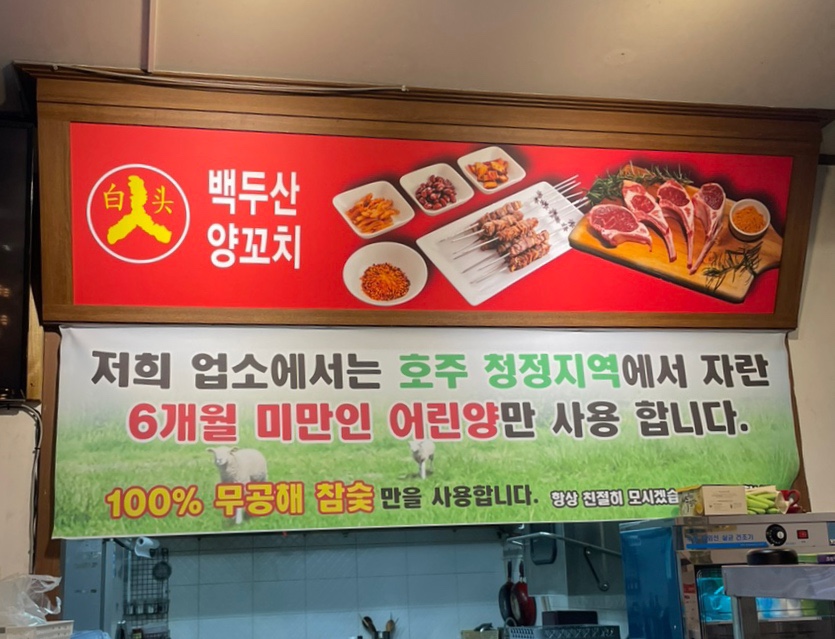 白山头
백두산
양꼬치
저희 업소에서는 호주 청정지역에서 자란
6개월 미만인 어린양만 사용 합니다.
100% 무공해 참숯만을 사용합니다. 항상 친절히 모시겠습